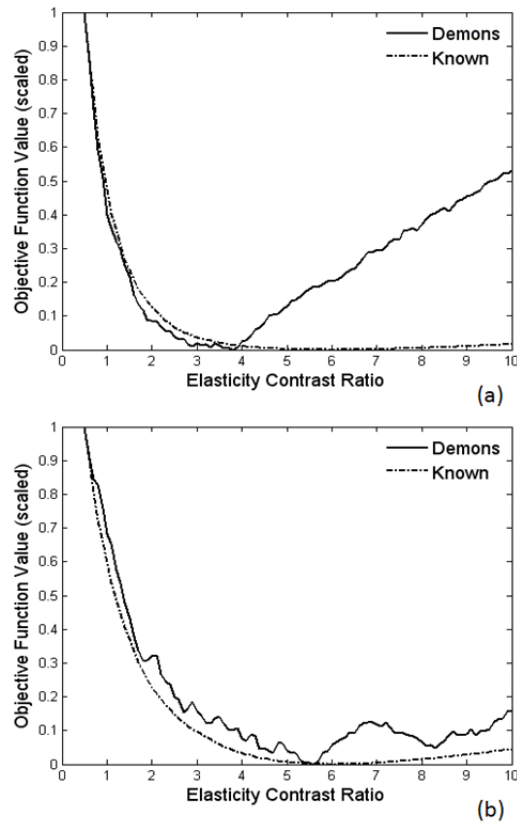 Objective Function Value (scaled)
1
0.9
0.8
0.7
0.6
0.5
0.4
0.3
0.2
0.1
0
Demons
Known
0 1 2 3 4 5 6 7 8 9 10
Elasticity Contrast Ratio
(a)
Objective Function Value (scaled)
1
0.9
0.8
0.7
0.6
0.5
0.4
0.3
0.2
0.1
0
Demons
Known
0 1 2 3 4 5 6 7 8 9 10
Elasticity Contrast Ratio
(b)